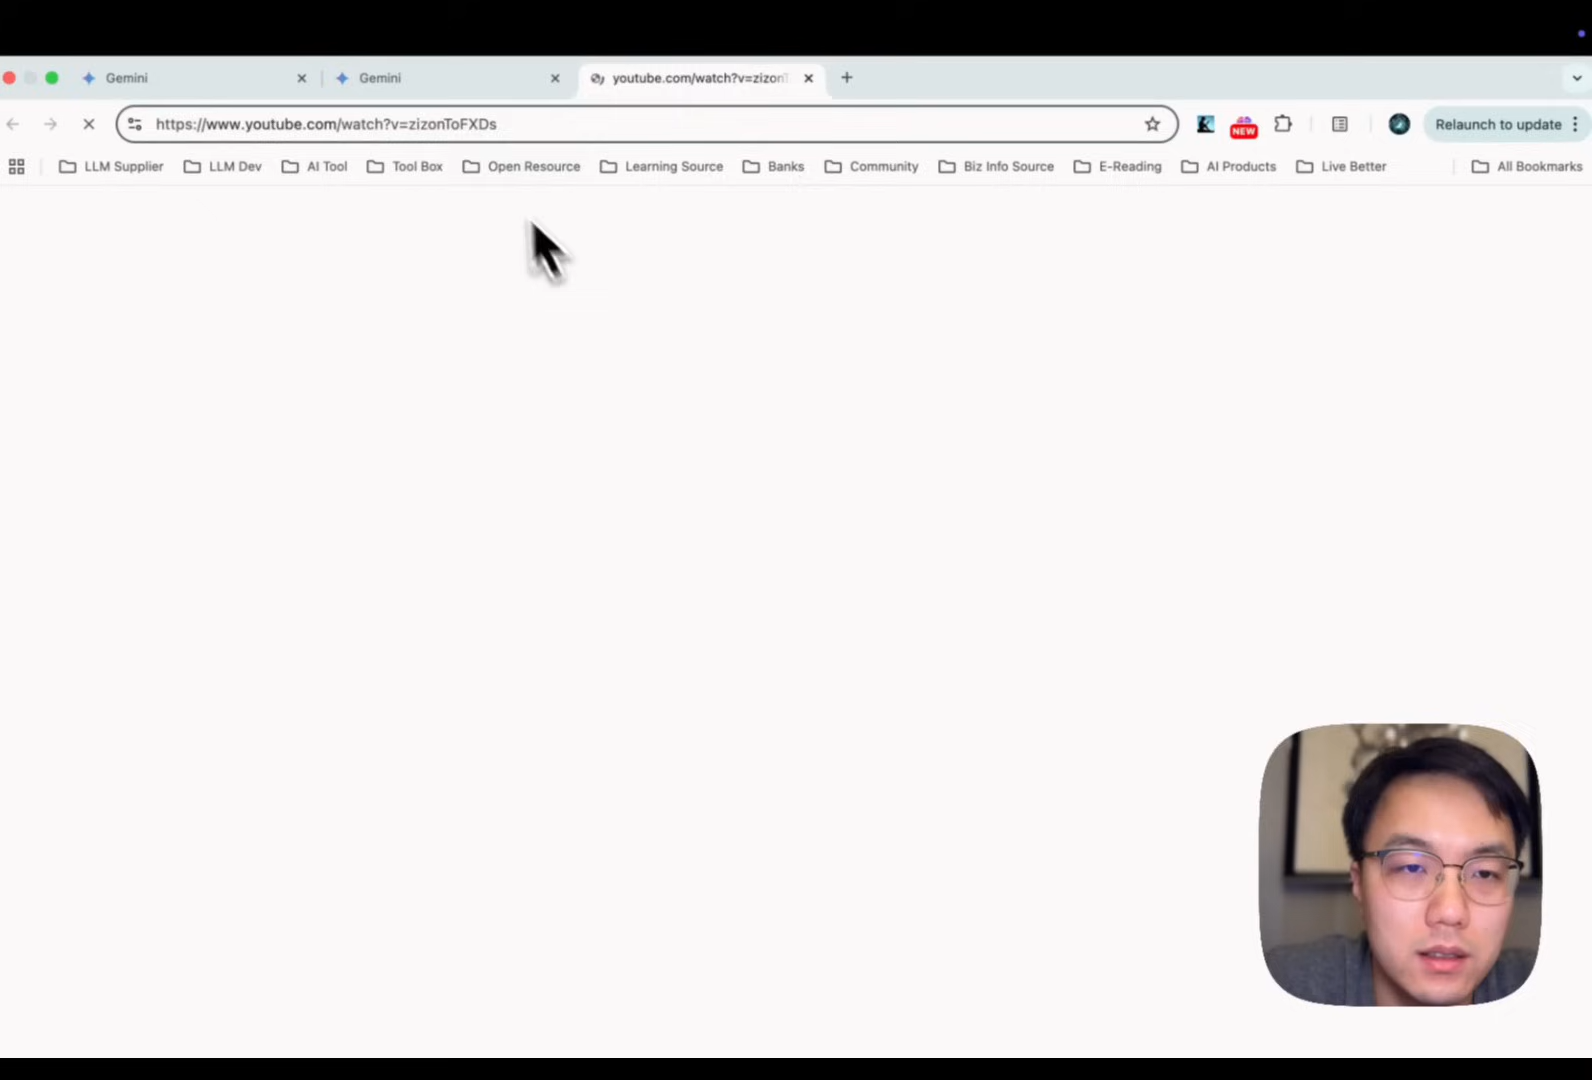 Gemini
Gemini
youtube.com/watch?v=zizon
https://www.youtube.com/watch?v=zizonToFXDs
NEW
Relaunch to update
LLM Supplier
LLM Dev
AI Tool
Tool Box
Open Resource
Learning Source
Banks
Community
Biz Info Source
E-Reading
AI Products
Live Better
All Bookmarks